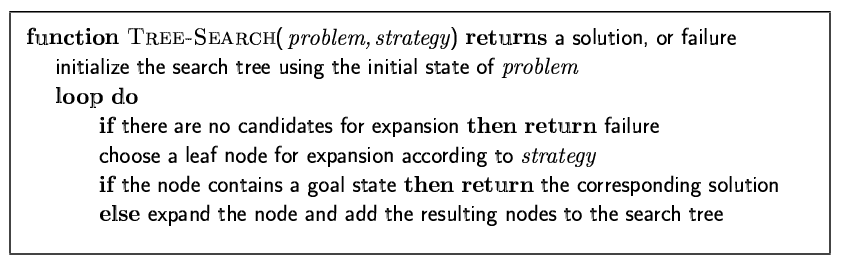 function TREE-SEARCH( problem, strategy) returns a solution, or failure
initialize the search tree using the initial state of problem
loop do
if there are no candidates for expansion then return failure
choose a leaf node for expansion according to strategy
if the node contains a goal state then return the corresponding solution
else expand the node and add the resulting nodes to the search tree